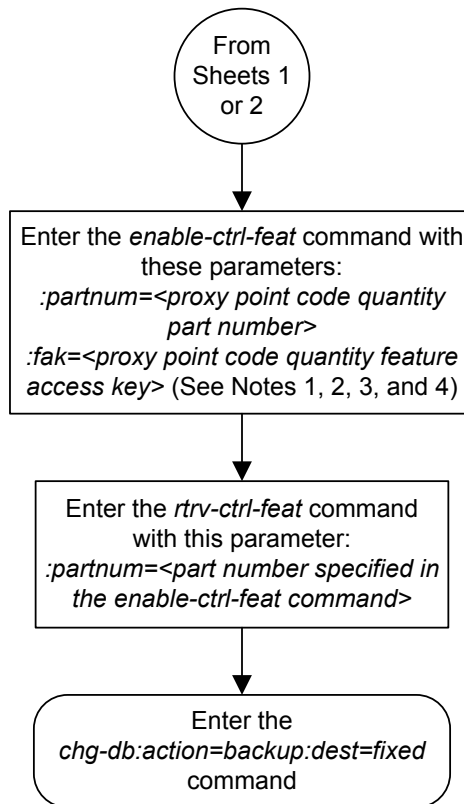 From
Sheets 1
or 2
Enter the enable-ctrl-feat command with
these parameters:
:partnum=<proxy point code quantity
part number>
:fak=<proxy point code quantity feature
access key> (See Notes 1, 2, 3, and 4)
Enter the rtrv-ctrl-feat command
with this parameter:
:partnum=<part number specified in
the enable-ctrl-feat command>
Enter the
chg-db:action=backup:dest=fixed
command